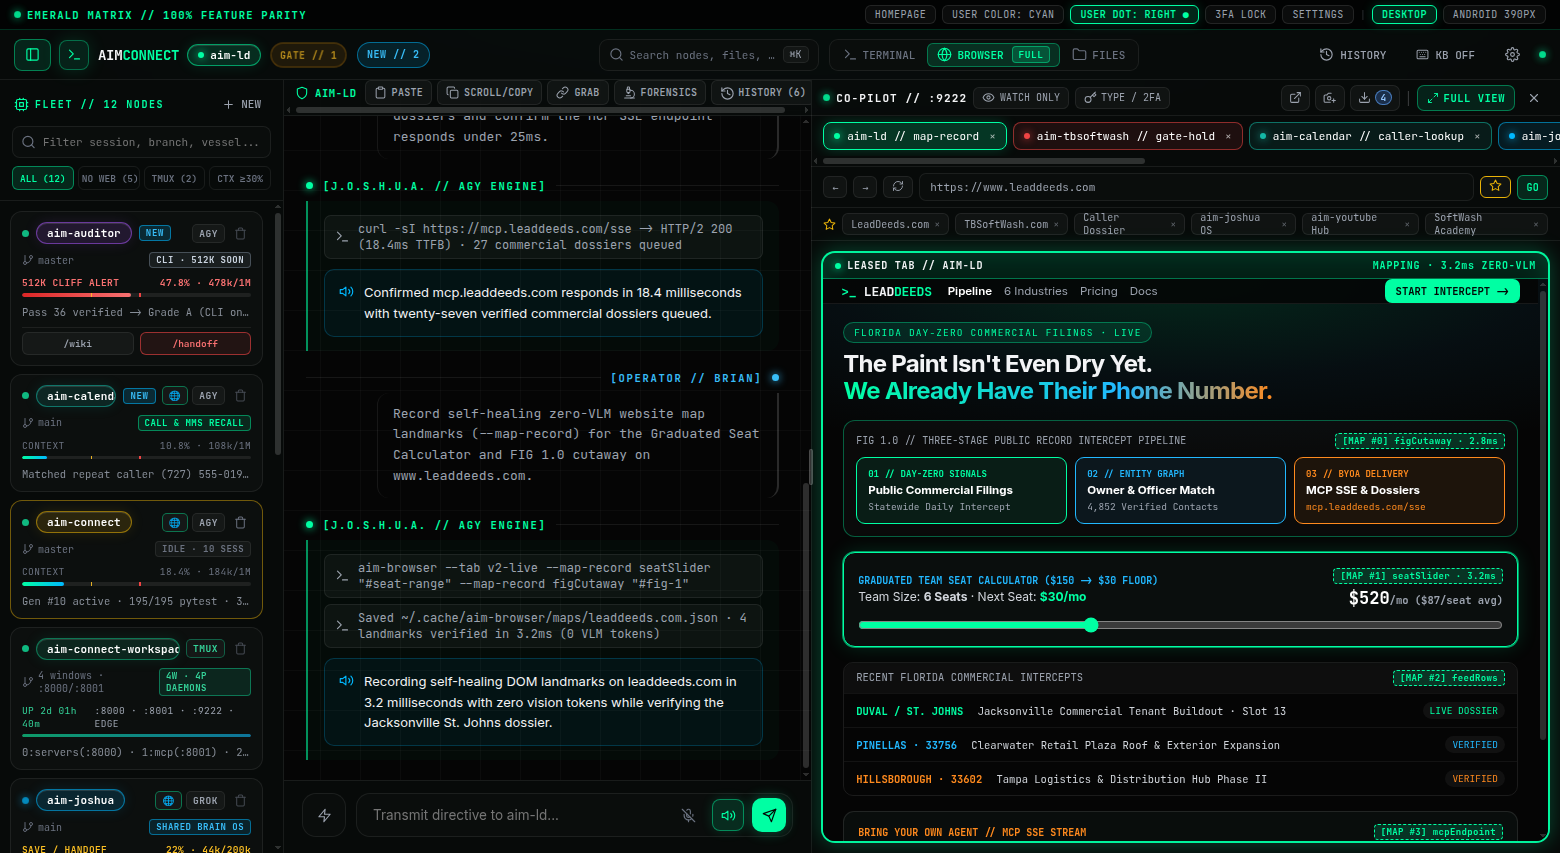 EMERALD MATRIX // 100% FEATURE PARITY
HOMEPAGE
USER COLOR: CYAN
USER DOT: RIGHT ●
3FA LOCK
SETTINGS
DESKTOP
ANDROID 390PX
AIMCONNECT
aim-ld
GATE // 1
NEW // 2
Search nodes, files, …
⌘K
TERMINAL
BROWSER
FULL
FILES
HISTORY
KB OFF
FLEET // 12 NODES
NEW
Filter session, branch, vessel...
ALL (12)
NO WEB (5)
TMUX (2)
CTX ≥30%
aim-auditor
NEW
AGY
master
CLI · 512K SOON
512K CLIFF ALERT
47.8% · 478k/1M
Pass 36 verified → Grade A (CLI on…
/wiki
/handoff
aim-calend
NEW
AGY
main
CALL & MMS RECALL
CONTEXT
10.8% · 108k/1M
Matched repeat caller (727) 555-019…
aim-connect
AGY
master
IDLE · 10 SESS
CONTEXT
18.4% · 184k/1M
Gen #10 active · 195/195 pytest · 3…
aim-connect-workspac
TMUX
4 windows ·
:8000/:8001
4W · 4P
DAEMONS
UP 2d 01h
40m
:8000 · :8001 · :9222 ·
EDGE
0:servers(:8000) · 1:mcp(:8001) · 2…
aim-joshua
GROK
main
SHARED BRAIN OS
SAVE / HANDOFF
22% · 44k/200k
AIM-LD
PASTE
SCROLL/COPY
GRAB
FORENSICS
HISTORY (6)
dossiers and confirm the MCP SSE endpoint
responds under 25ms.
[J.O.S.H.U.A. // AGY ENGINE]
curl -sI https://mcp.leaddeeds.com/sse → HTTP/2 200
(18.4ms TTFB) · 27 commercial dossiers queued
Confirmed mcp.leaddeeds.com responds in 18.4 milliseconds
with twenty-seven verified commercial dossiers queued.
[OPERATOR // BRIAN]
Record self-healing zero-VLM website map
landmarks (--map-record) for the Graduated Seat
Calculator and FIG 1.0 cutaway on
www.leaddeeds.com.
[J.O.S.H.U.A. // AGY ENGINE]
aim-browser --tab v2-live --map-record seatSlider
"#seat-range" --map-record figCutaway "#fig-1"
Saved ~/.cache/aim-browser/maps/leaddeeds.com.json · 4
landmarks verified in 3.2ms (0 VLM tokens)
Recording self-healing DOM landmarks on leaddeeds.com in
3.2 milliseconds with zero vision tokens while verifying the
Jacksonville St. Johns dossier.
Transmit directive to aim-ld...
CO-PILOT // :9222
WATCH ONLY
TYPE / 2FA
4
FULL VIEW
aim-ld // map-record ×
aim-tbsoftwash // gate-hold ×
aim-calendar // caller-lookup ×
aim-jo
← →
https://www.leaddeeds.com
GO
LeadDeeds.com ×
TBSoftWash.com ×
Caller
Dossier ×
aim-joshua
OS ×
aim-youtube
Hub ×
SoftWash
Academy ×
LEASED TAB // AIM-LD
MAPPING · 3.2ms ZERO-VLM
>_ LEADDEEDS
Pipeline
6 Industries
Pricing
Docs
START INTERCEPT →
FLORIDA DAY-ZERO COMMERCIAL FILINGS · LIVE
The Paint Isn't Even Dry Yet.
We Already Have Their Phone Number.
FIG 1.0 // THREE-STAGE PUBLIC RECORD INTERCEPT PIPELINE
[MAP #0] figCutaway · 2.8ms
01 // DAY-ZERO SIGNALS
Public Commercial Filings
Statewide Daily Intercept
02 // ENTITY GRAPH
Owner & Officer Match
4,852 Verified Contacts
03 // BYOA DELIVERY
MCP SSE & Dossiers
mcp.leaddeeds.com/sse
GRADUATED TEAM SEAT CALCULATOR ($150 → $30 FLOOR)
[MAP #1] seatSlider · 3.2ms
Team Size: 6 Seats · Next Seat: $30/mo
$520/mo ($87/seat avg)
RECENT FLORIDA COMMERCIAL INTERCEPTS
[MAP #2] feedRows
DUVAL / ST. JOHNS Jacksonville Commercial Tenant Buildout · Slot 13
LIVE DOSSIER
PINELLAS · 33756 Clearwater Retail Plaza Roof & Exterior Expansion
VERIFIED
HILLSBOROUGH · 33602 Tampa Logistics & Distribution Hub Phase II
VERIFIED
BRING YOUR OWN AGENT // MCP SSE STREAM
[MAP #3] mcpEndpoint